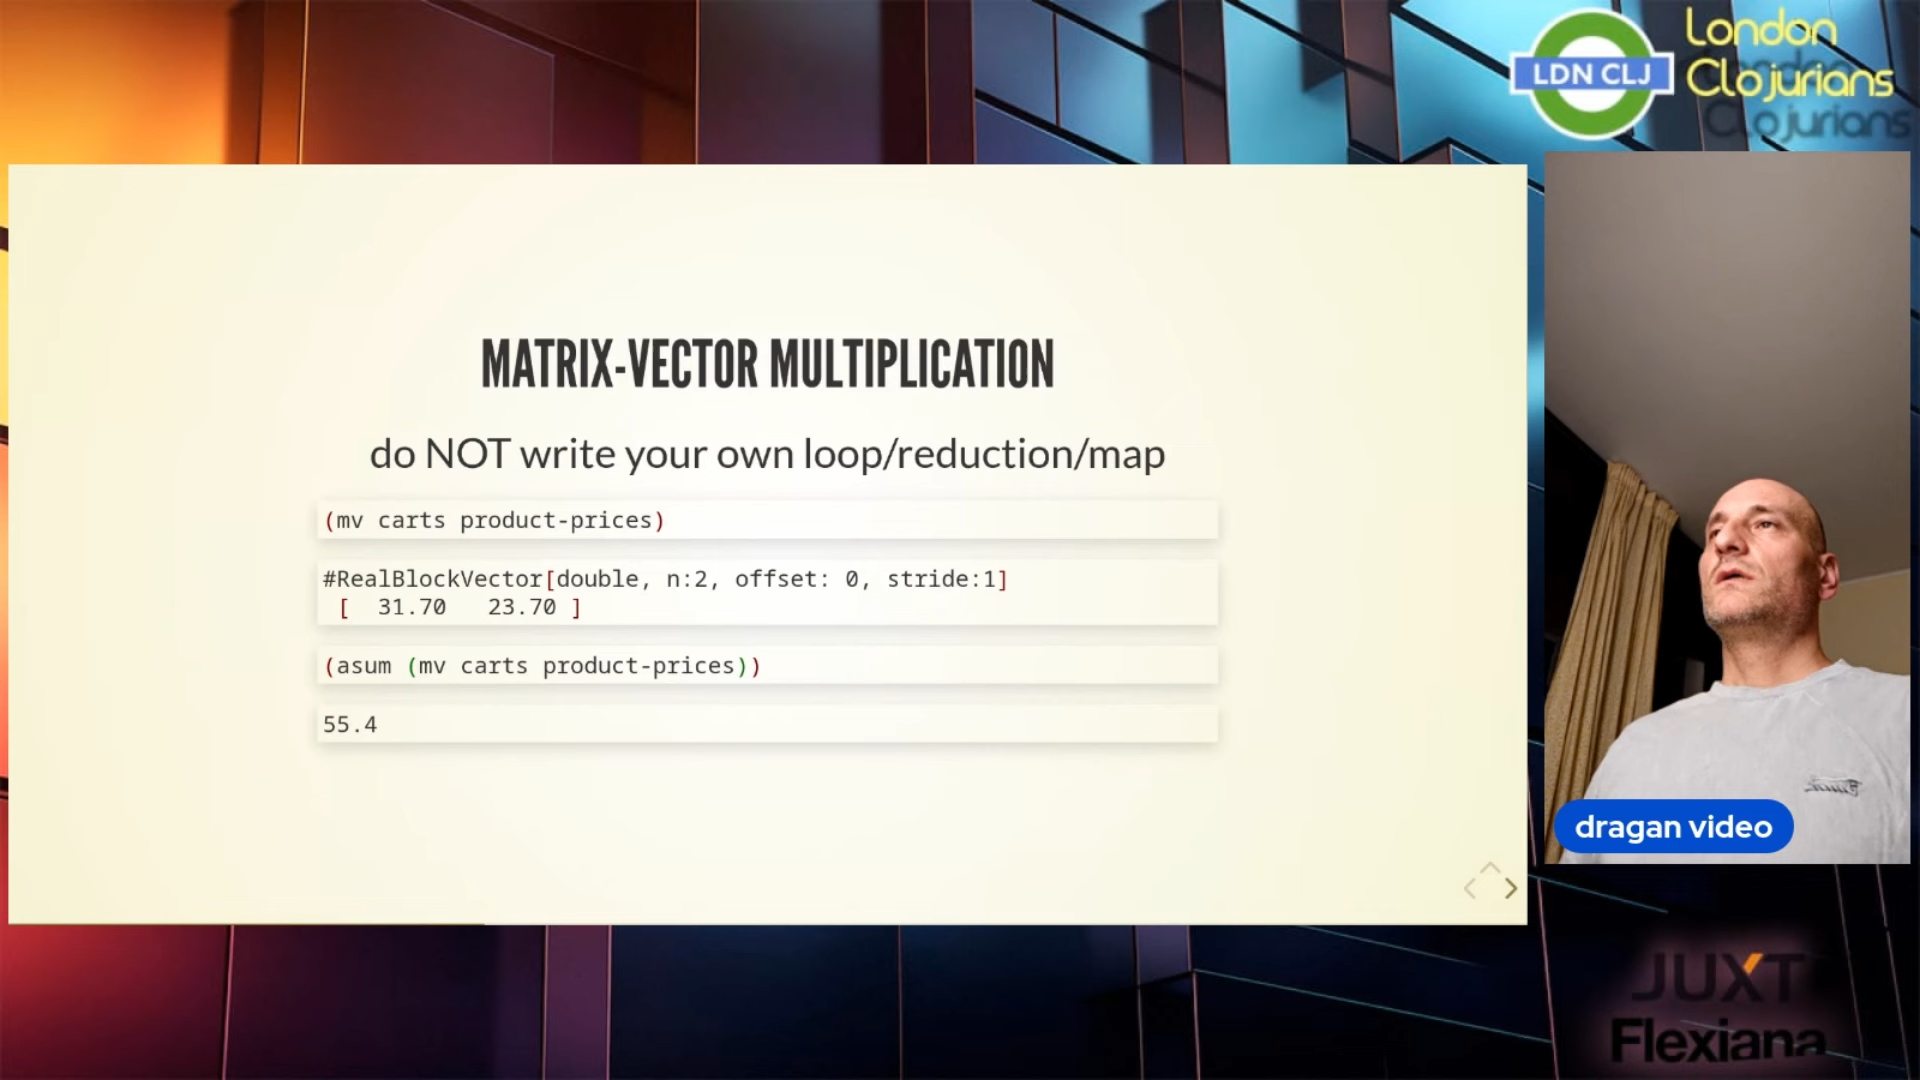 London
Clojurians
LDN CLJ
MATRIX-VECTOR MULTIPLICATION
do NOT write your own loop/reduction/map
(mv carts product-prices)
#RealBlockVector[double, n:2, offset: 0, stride:1]
[ 31.70 23.70 ]
(asum (mv carts product-prices))
55.4
dragan video
JUXT
Flexiana